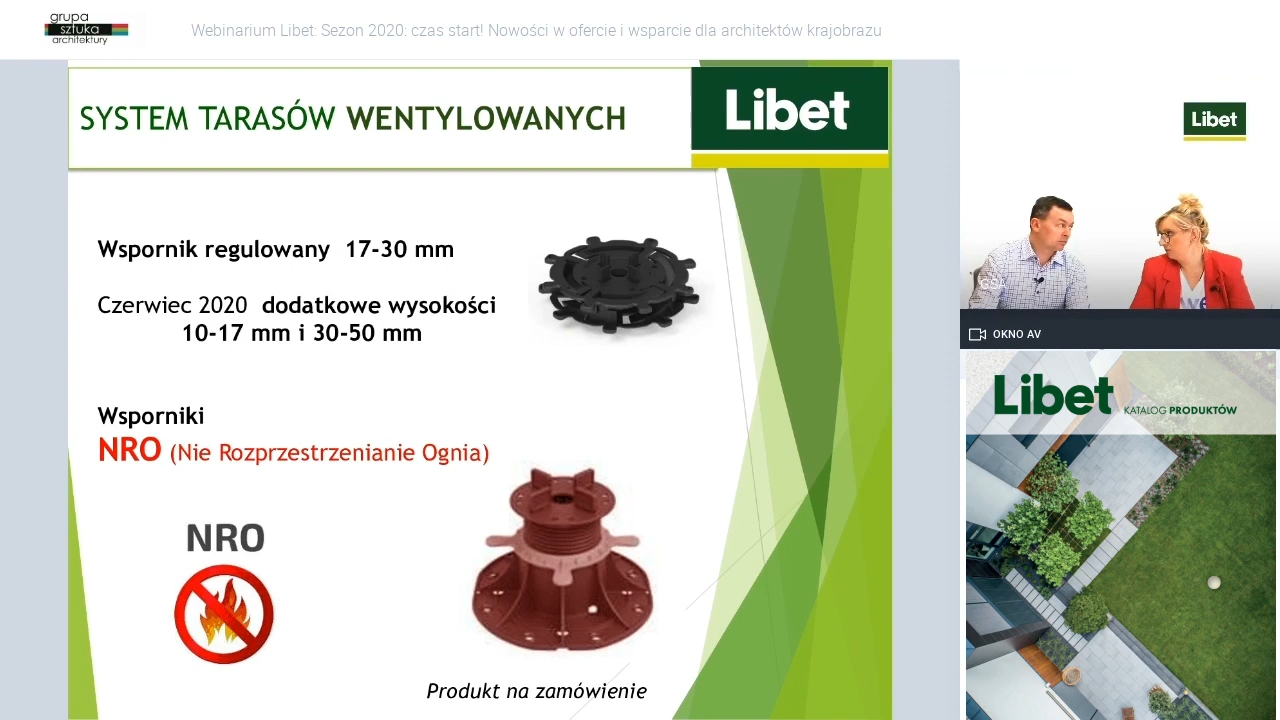 grupa
sztuka
architektury
Webinarium Libet: Sezon 2020: czas start! Nowości w ofercie i wsparcie dla architektów krajobrazu
SYSTEM TARASÓW WENTYLOWANYCH
Libet
Wspornik regulowany 17-30 mm
Czerwiec 2020 dodatkowe wysokości
10-17 mm i 30-50 mm
Wsporniki
NRO (Nie Rozprzestrzenianie Ognia)
NRO
Produkt na zamówienie
Libet
GSA
OKNO AV
Libet KATALOG PRODUKTÓW